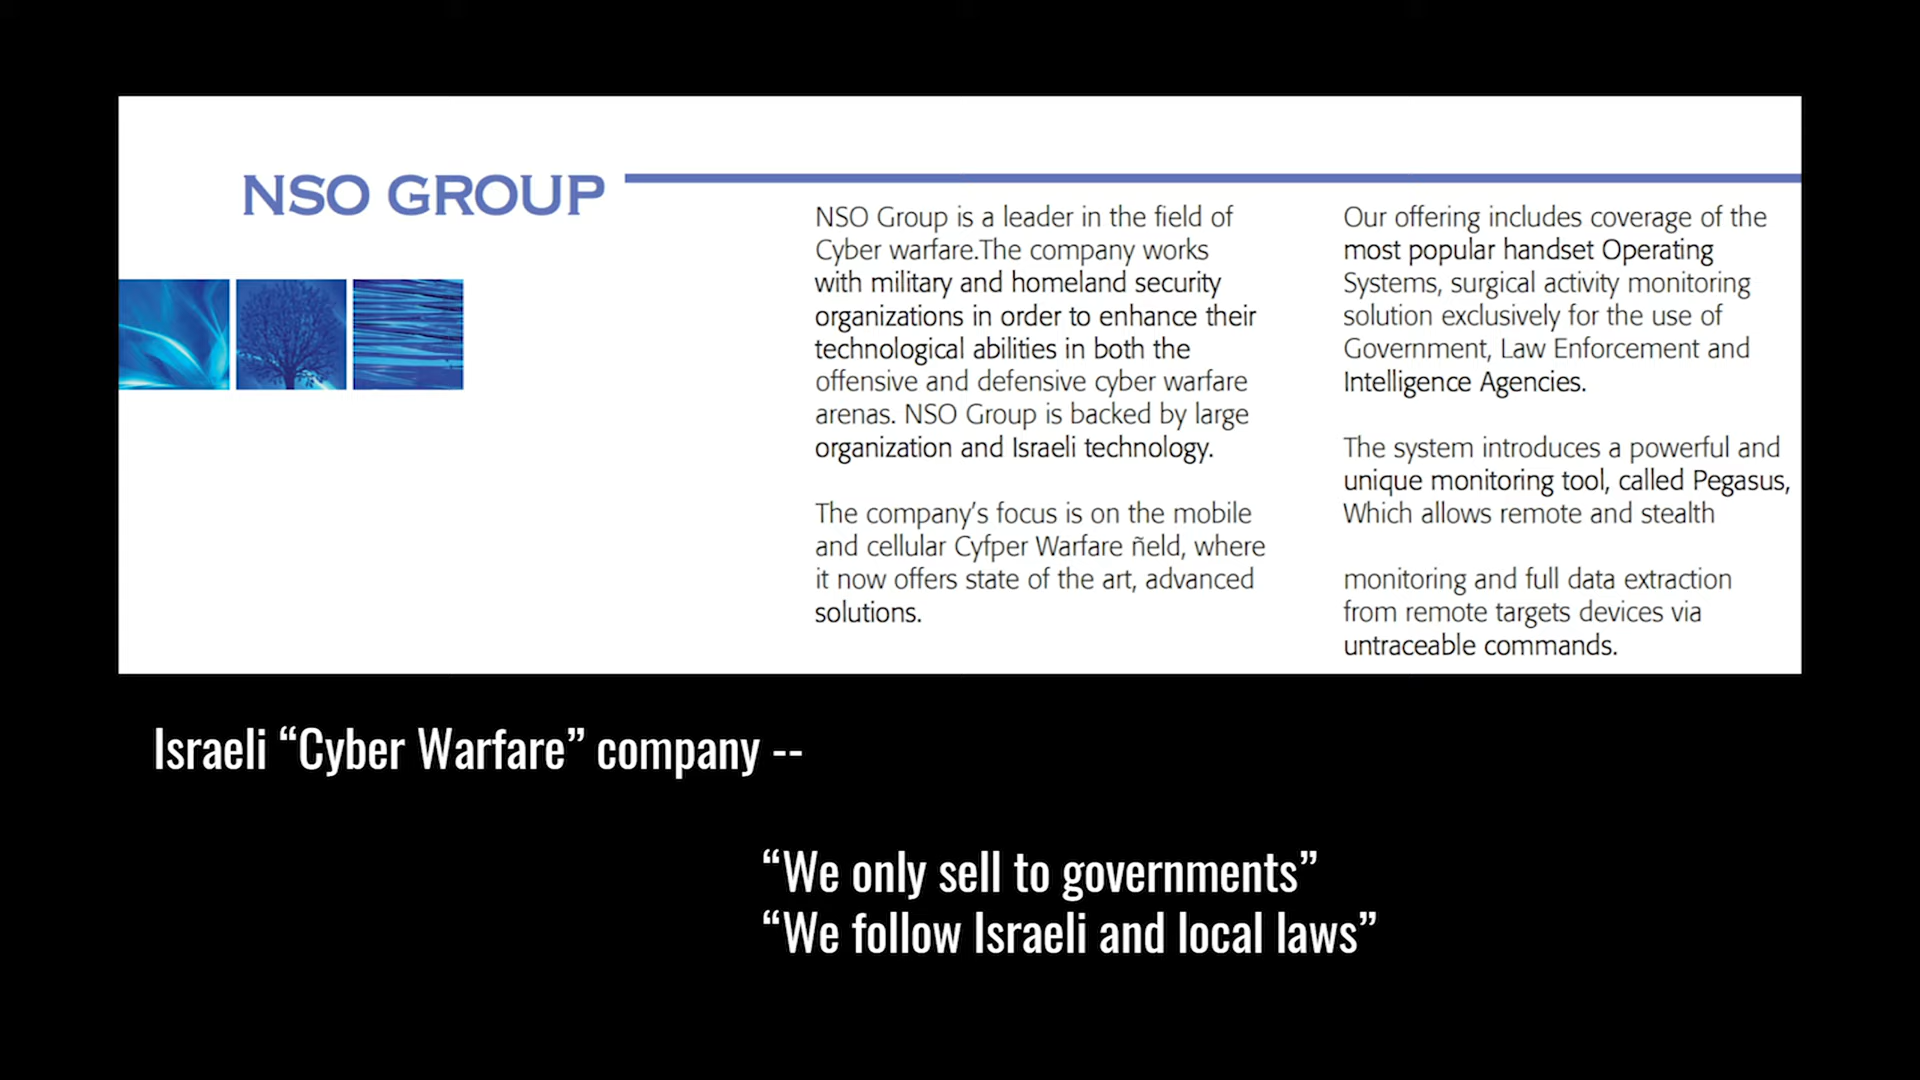 NSO GROUP
NSO Group is a leader in the field of
Cyber warfare.The company works
with military and homeland security
organizations in order to enhance their
technological abilities in both the
offensive and defensive cyber warfare
arenas. NSO Group is backed by large
organization and Israeli technology.
The company's focus is on the mobile
and cellular Cyfper Warfare ñeld, where
it now offers state of the art, advanced
solutions.
Our offering includes coverage of the
most popular handset Operating
Systems, surgical activity monitoring
solution exclusively for the use of
Government, Law Enforcement and
Intelligence Agencies.
The system introduces a powerful and
unique monitoring tool, called Pegasus,
Which allows remote and stealth
monitoring and full data extraction
from remote targets devices via
untraceable commands.
Israeli “Cyber Warfare” company --
“We only sell to governments”
“We follow Israeli and local laws”